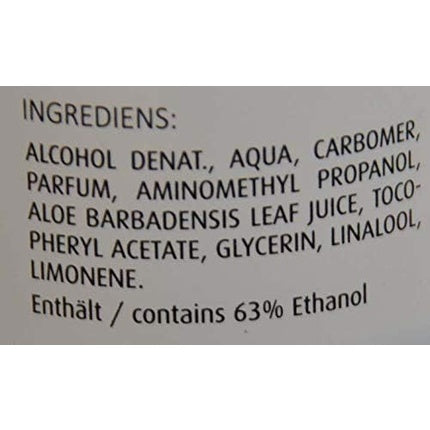 INGREDIENS:
ALCOHOL DENAT., AQUA, CARBOMER,
PARFUM, AMINOMETHYL PROPANOL,
ALOE BARBADENSIS LEAF JUICE, TOCO-
PHERYL ACETATE, GLYCERIN, LINALOOL,
LIMONENE.
Enthält / contains 63% Ethanol